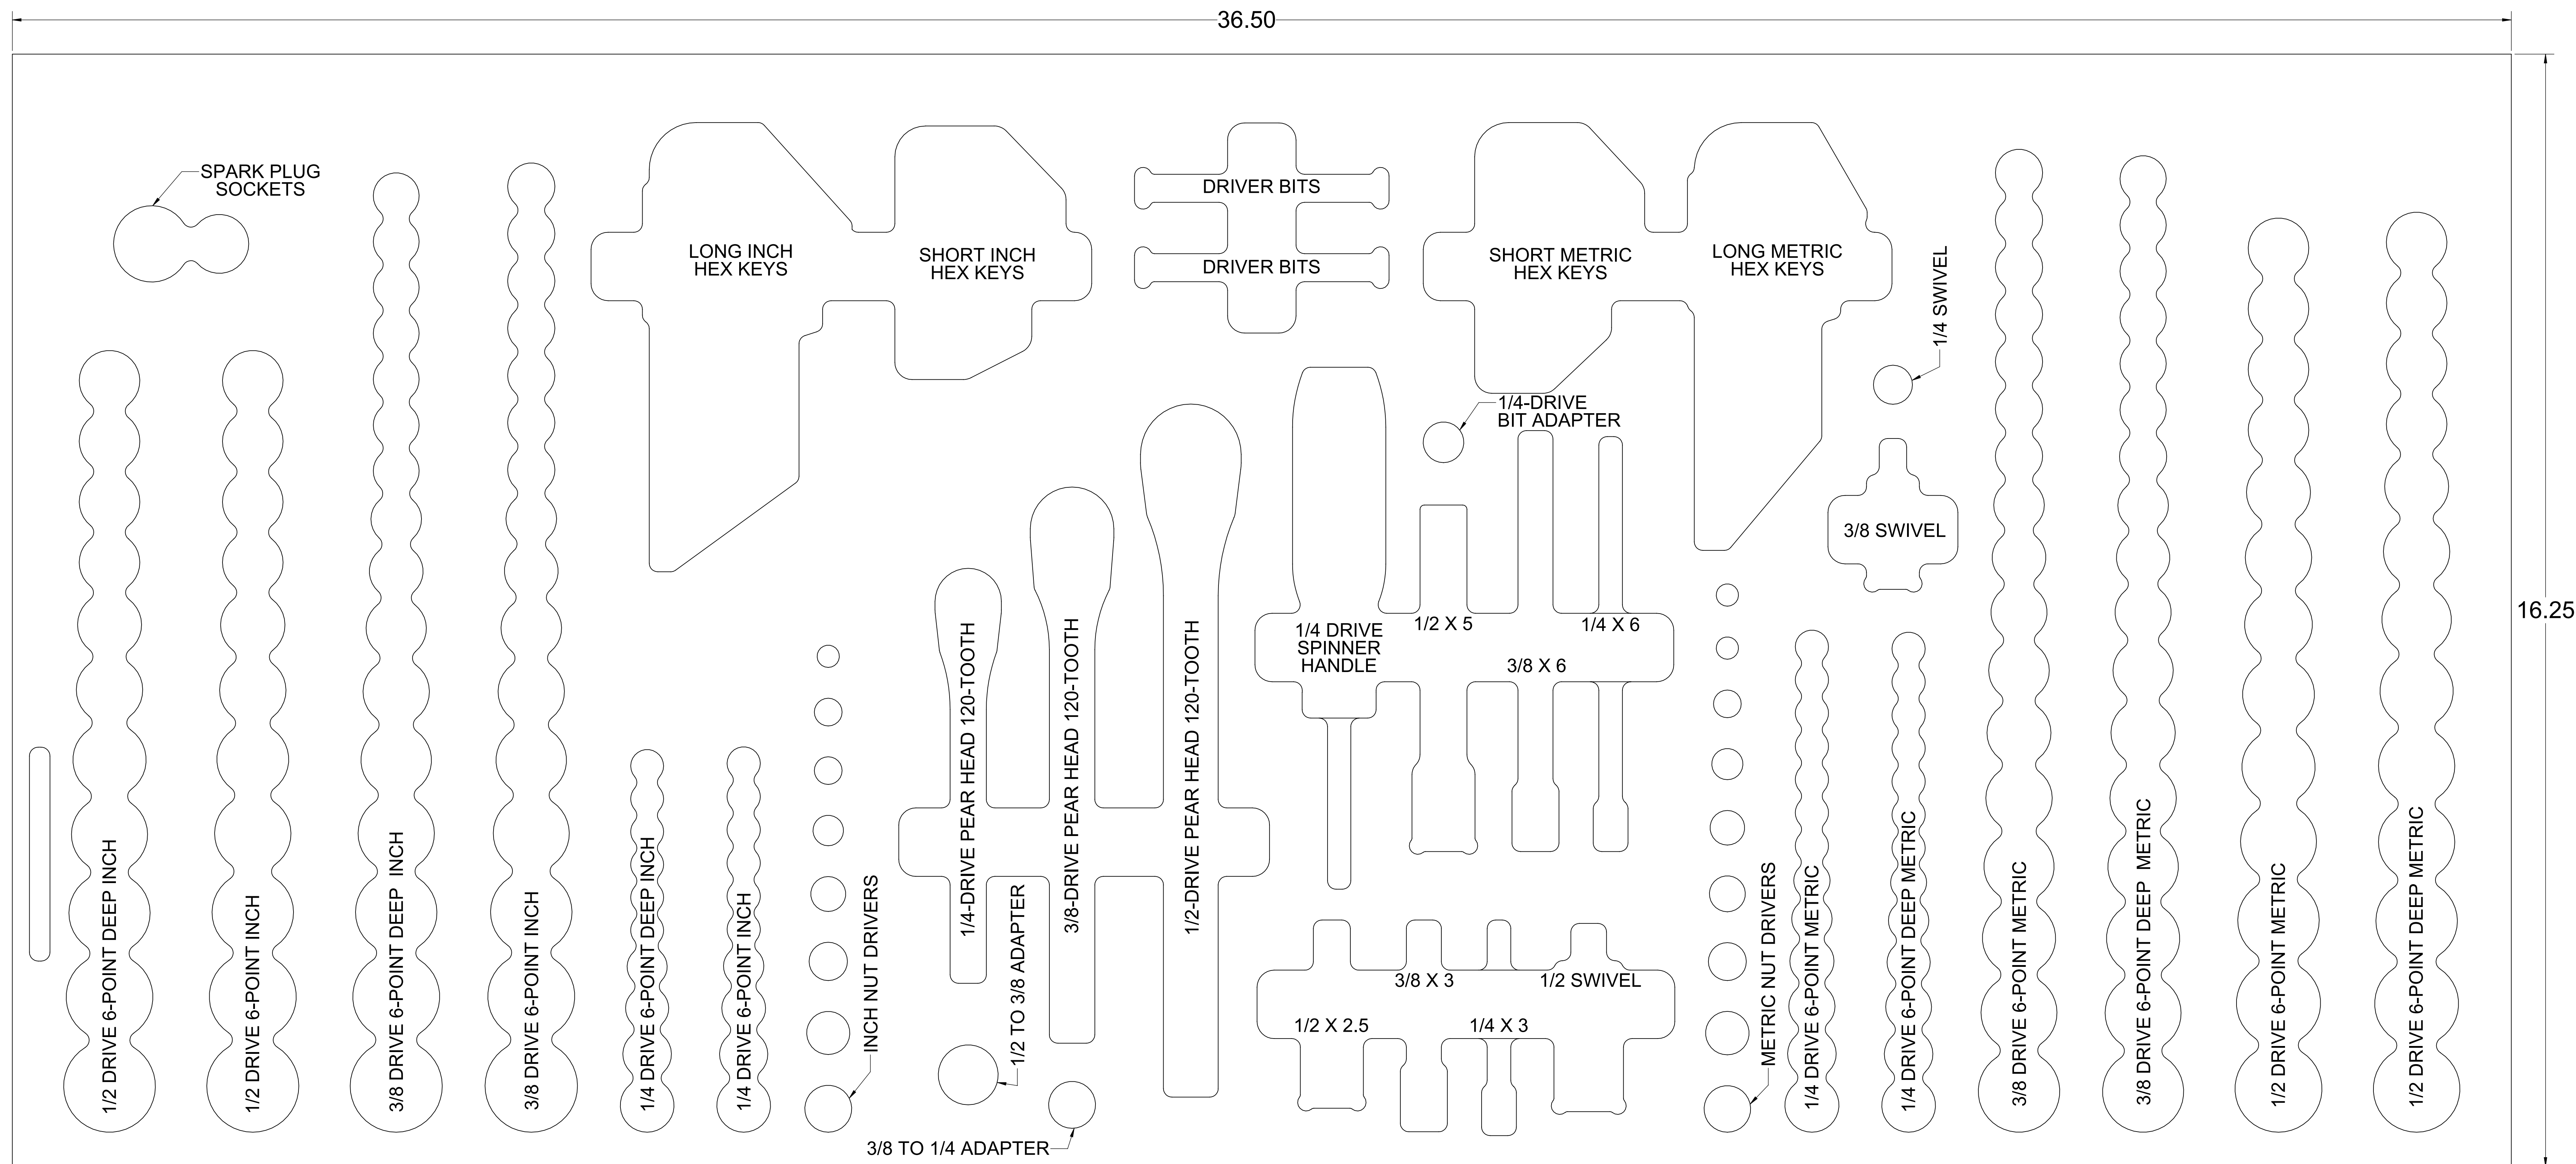 36.50
SPARK PLUG
SOCKETS
LONG INCH
HEX KEYS
SHORT INCH
HEX KEYS
DRIVER BITS
DRIVER BITS
SHORT METRIC
HEX KEYS
LONG METRIC
HEX KEYS
1/4 SWIVEL
1/4-DRIVE
BIT ADAPTER
3/8 SWIVEL
16.25
1/4 DRIVE
SPINNER
HANDLE
1/2 X 5
3/8 X 6
1/4 X 6
1/2 DRIVE 6-POINT DEEP INCH
1/2 DRIVE 6-POINT INCH
3/8 DRIVE 6-POINT DEEP  INCH
3/8 DRIVE 6-POINT INCH
1/4 DRIVE 6-POINT DEEP INCH
1/4 DRIVE 6-POINT INCH
INCH NUT DRIVERS
1/4-DRIVE PEAR HEAD 120-TOOTH
1/2 TO 3/8 ADAPTER
3/8-DRIVE PEAR HEAD 120-TOOTH
1/2-DRIVE PEAR HEAD 120-TOOTH
3/8 X 3
1/2 SWIVEL
1/2 X 2.5
1/4 X 3
METRIC NUT DRIVERS
1/4 DRIVE 6-POINT METRIC
1/4 DRIVE 6-POINT DEEP METRIC
3/8 DRIVE 6-POINT METRIC
3/8 DRIVE 6-POINT DEEP  METRIC
1/2 DRIVE 6-POINT METRIC
1/2 DRIVE 6-POINT DEEP METRIC
3/8 TO 1/4 ADAPTER